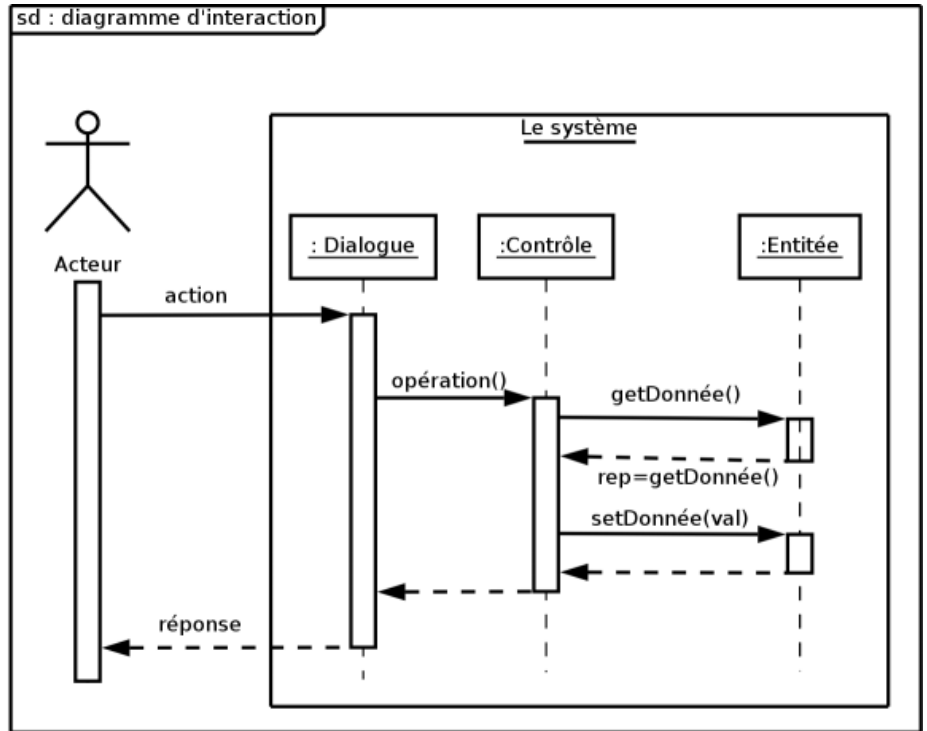 sd : diagramme d'interaction
Le système
: Dialogue
:Contrôle
:Entitée
Acteur
action
opération()
getDonnée()
rep=getDonnée()
setDonnée(val)
réponse